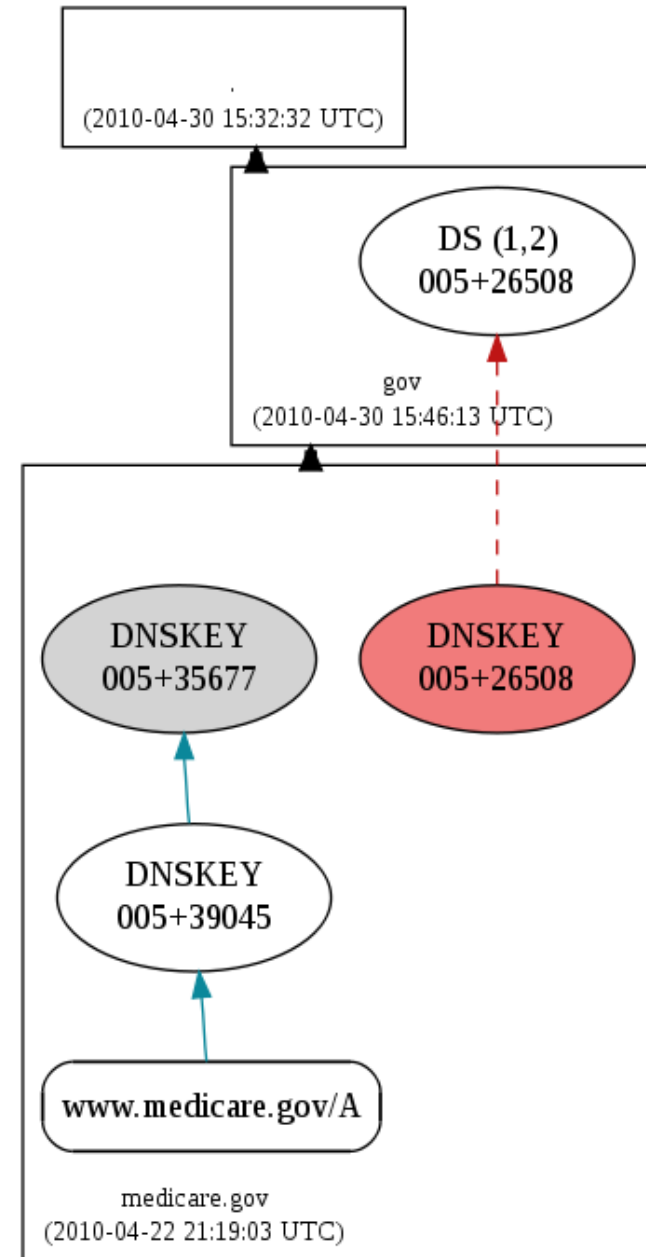 .
(2010-04-30 15:32:32 UTC)
DS (1,2)
005+26508
gov
(2010-04-30 15:46:13 UTC)
DNSKEY
005+35677
DNSKEY
005+26508
DNSKEY
005+39045
www.medicare.gov/A
medicare.gov
(2010-04-22 21:19:03 UTC)